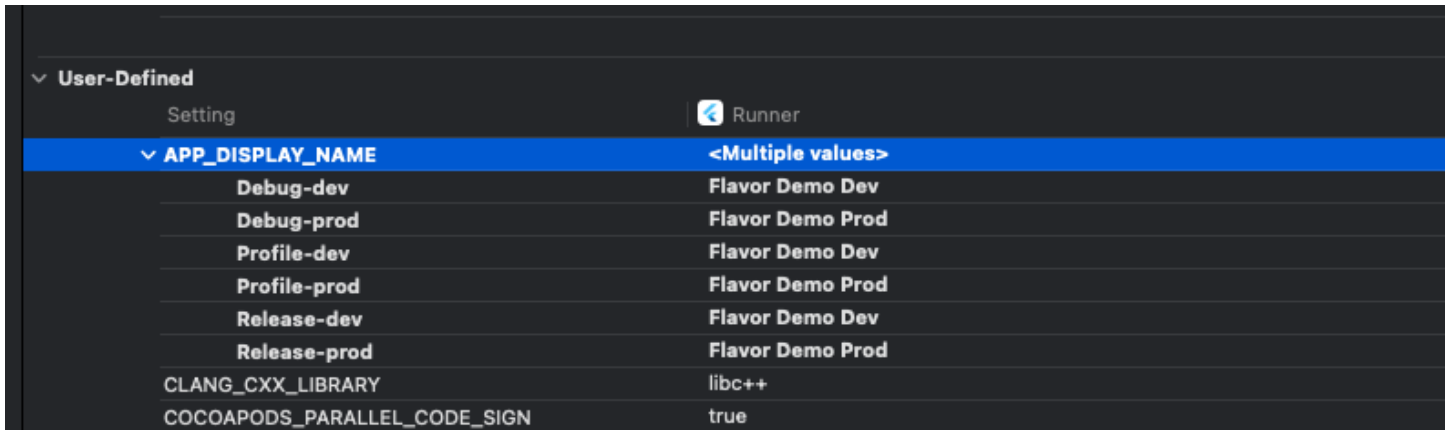 User-Defined
Setting Runner
APP_DISPLAY_NAME <Multiple values>
Debug-dev Flavor Demo Dev
Debug-prod Flavor Demo Prod
Profile-dev Flavor Demo Dev
Profile-prod Flavor Demo Prod
Release-dev Flavor Demo Dev
Release-prod Flavor Demo Prod
CLANG_CXX_LIBRARY libc++
COCOAPODS_PARALLEL_CODE_SIGN true